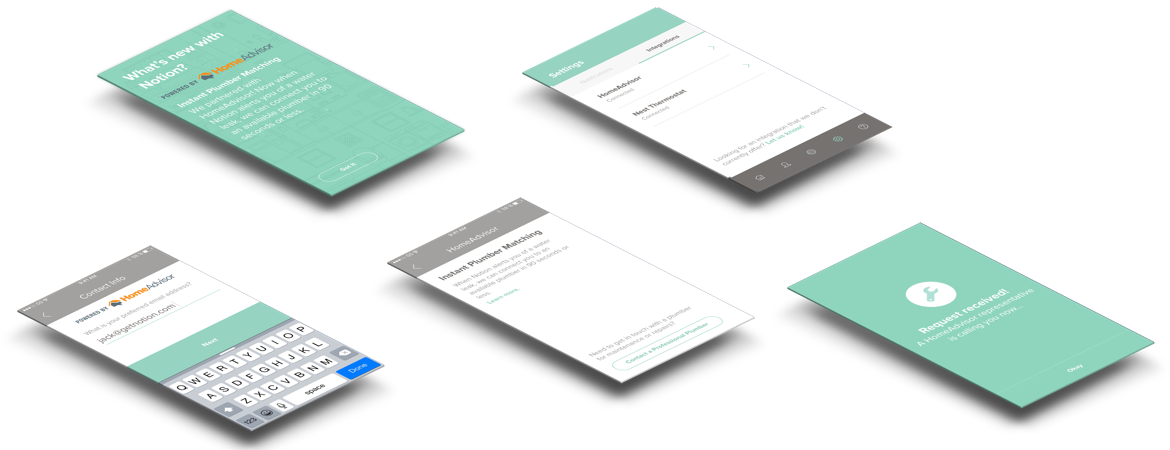 What's new with
Notion?
POWERED BY HomeAdvisor
Instant Plumber Matching
We partnered with
HomeAdvisor! Now when
Notion alerts you of a water
leak, we can connect you to
an available plumber in 90
seconds or less.
Got It
Settings
Integrations
HomeAdvisor
Connected
Nest Thermostat
Connected
Looking for an integration that we don't
currently offer? Let us know!
9:41 AM
Contact Info
POWERED BY HomeAdvisor
What is your preferred email address?
jack@getnotion.com
Next
Q W E R T Y U I O P
A S D F G H J K L
Z X C V B N M
123 space Done
9:41 AM
HomeAdvisor
Instant Plumber Matching
When Notion alerts you of a water
leak, we can connect you to an
available plumber in 90 seconds or
less.
Learn more.
Need to get in touch with a plumber
for maintenance or repairs?
Contact a Professional Plumber
Request received!
A HomeAdvisor representative
is calling you now...
Okay